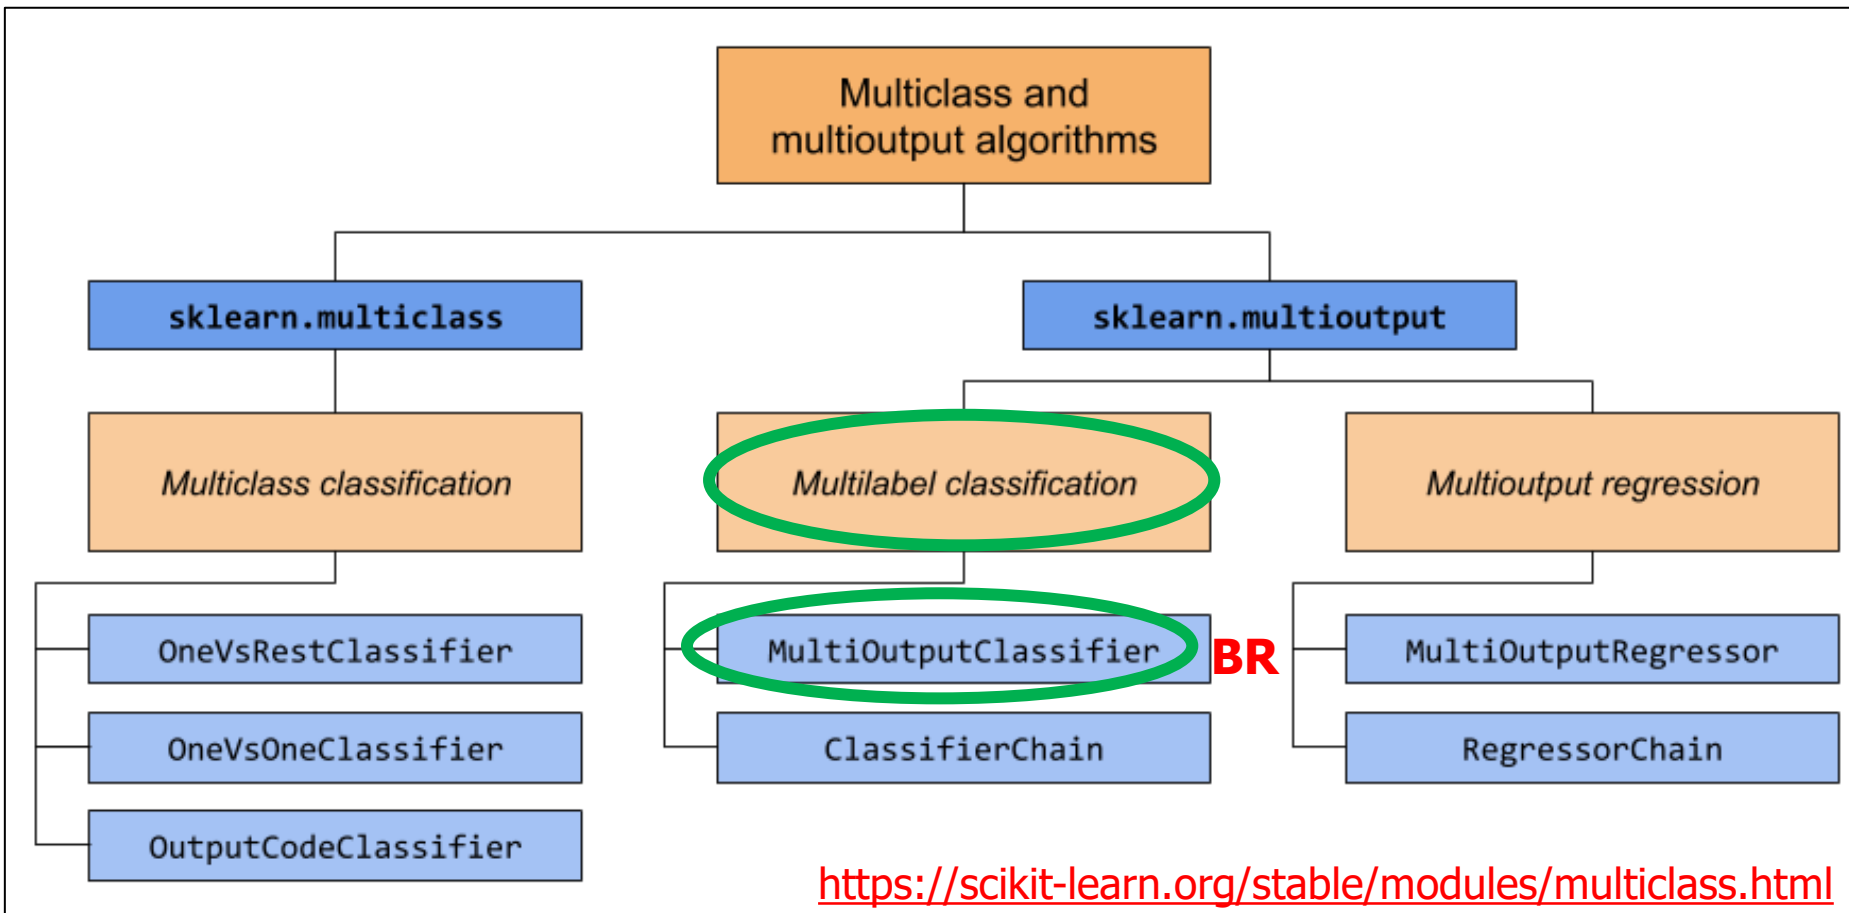 Multiclass and
multioutput algorithms
sklearn.multiclass
sklearn.multioutput
Multiclass classification
Multilabel classification
Multioutput regression
OneVsRestClassifier
MultiOutputClassifier
BR
MultiOutputRegressor
OneVsOneClassifier
ClassifierChain
RegressorChain
OutputCodeClassifier
https://scikit-learn.org/stable/modules/multiclass.html